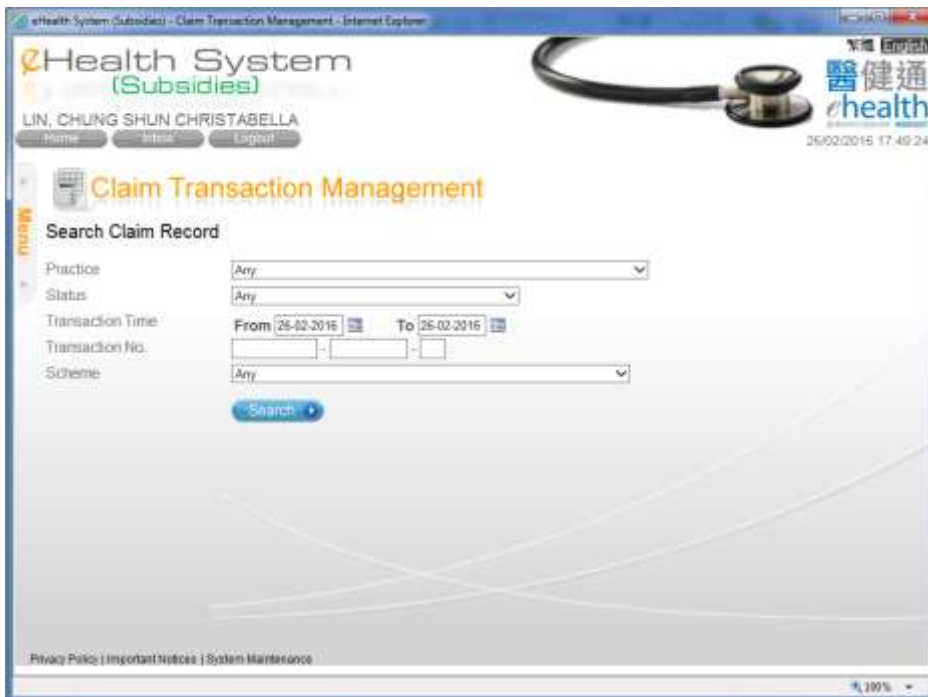 eHealth System (Subsidies) - Claim Transaction Management - Internet Explorer
eHealth System
(Subsidies)
繁體 English
醫健通
ehealth
LIN, CHUNG SHUN CHRISTABELLA
Home Inbox Logout
26/02/2016 17:49:24
Menu
Claim Transaction Management
Search Claim Record
Practice Any
Status Any
Transaction Time From 26-02-2016 To 26-02-2016
Transaction No. - -
Scheme Any
Search
Privacy Policy | Important Notices | System Maintenance
100%